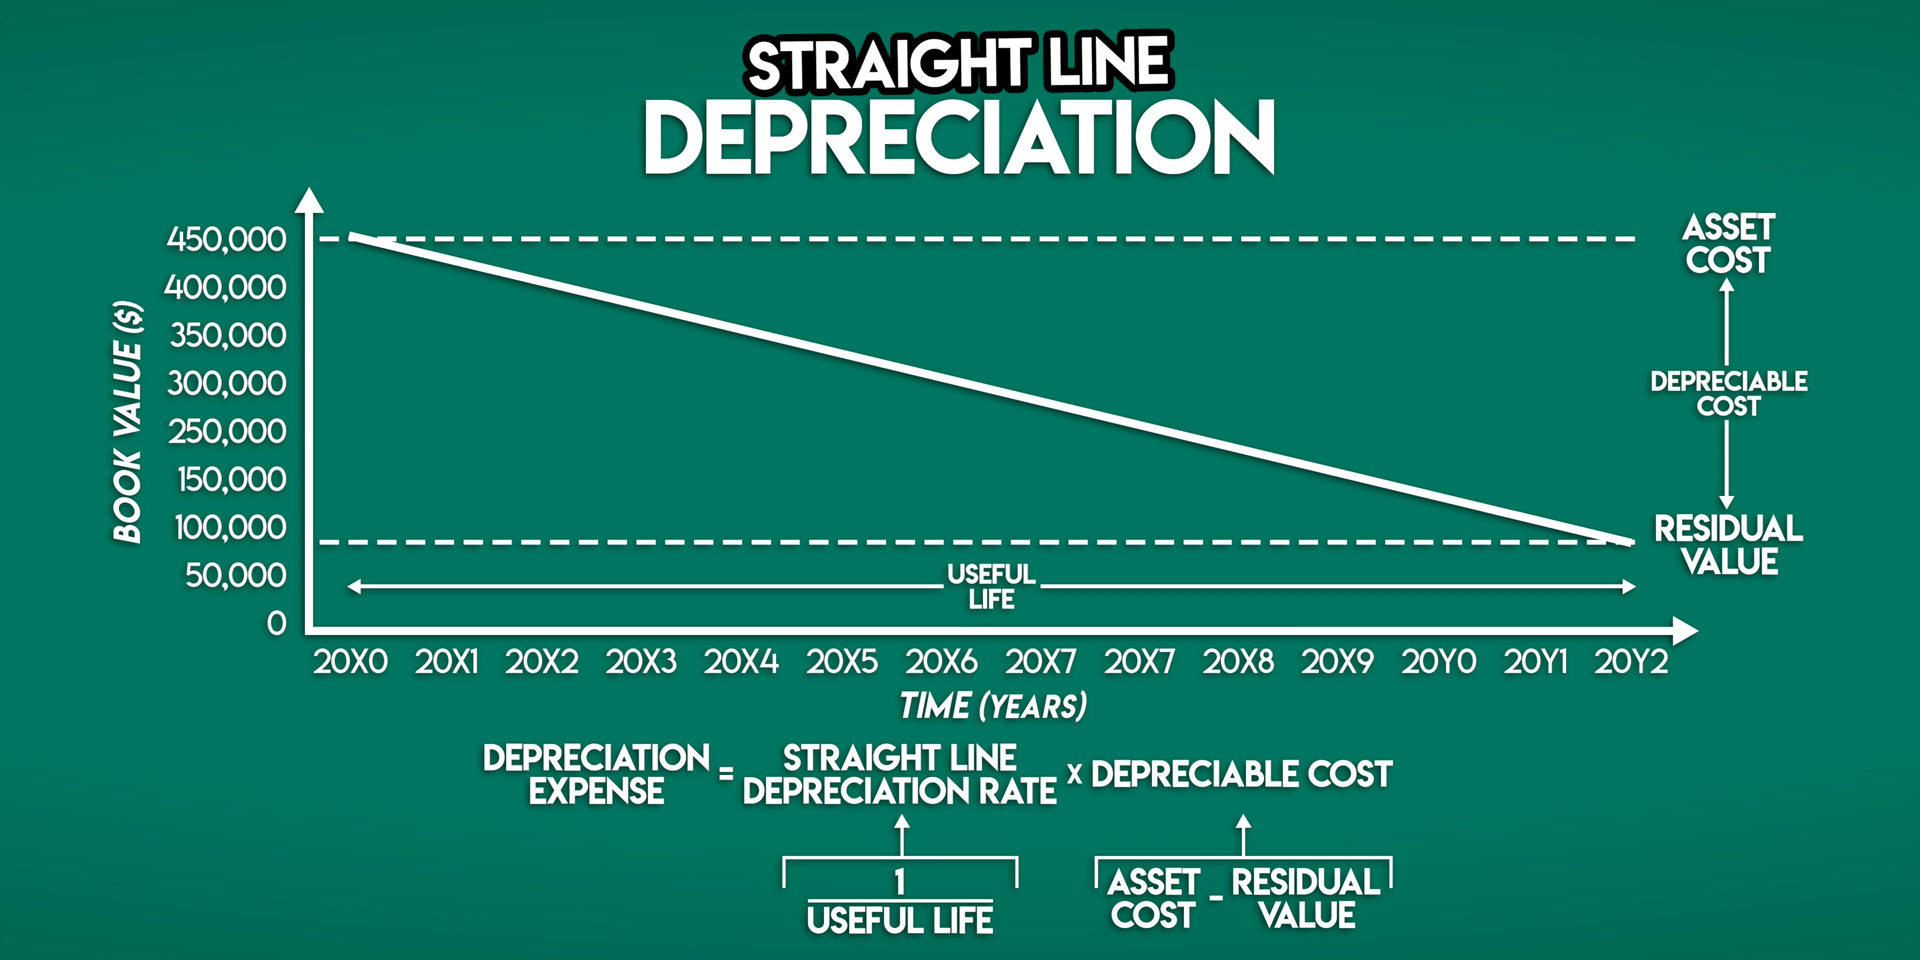 STRAIGHT LINE
DEPRECIATION
450,000
400,000
350,000
300,000
250,000
150,000
100,000
50,000
0
BOOK VALUE ($)
ASSET
COST
DEPRECIABLE
COST
RESIDUAL
VALUE
USEFUL
LIFE
20X0 20X1 20X2 20X3 20X4 20X5 20X6 20X7 20X7 20X8 20X9 20Y0 20Y1 20Y2
TIME (YEARS)
DEPRECIATION
EXPENSE
=
STRAIGHT LINE
DEPRECIATION RATE
X DEPRECIABLE COST
1
USEFUL LIFE
ASSET
COST
-
RESIDUAL
VALUE